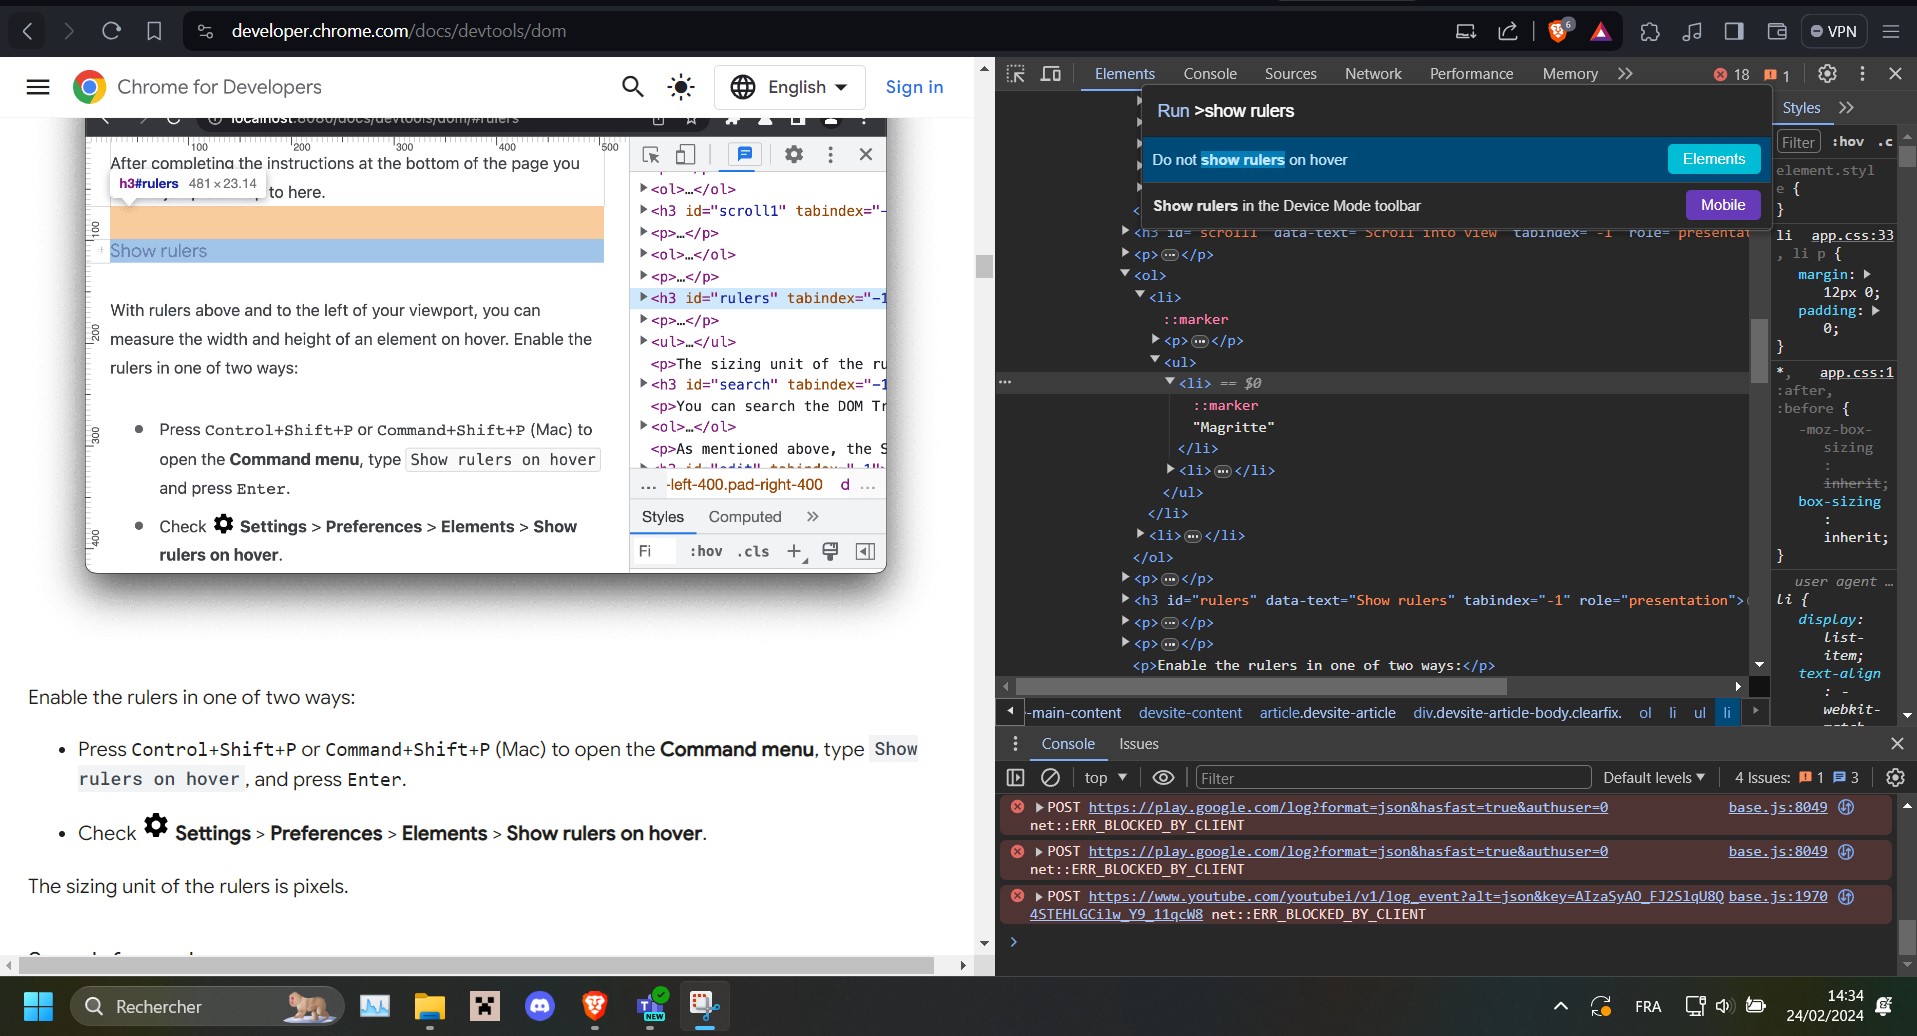 developer.chrome.com/docs/devtools/dom
6
VPN
Chrome for Developers
English
Sign in
localhost:8080/docs/devtools/dom/#rulers
100
200
300
400
500
After completing the instructions at the bottom of the page you
h3#rulers 481 × 23.14
to here.
100
Show rulers
With rulers above and to the left of your viewport, you can
measure the width and height of an element on hover. Enable the
rulers in one of two ways:
200
Press Control+Shift+P or Command+Shift+P (Mac) to
open the Command menu, type Show rulers on hover
and press Enter.
300
Check Settings > Preferences > Elements > Show
rulers on hover.
400
<ol>…</ol>
<h3 id="scroll1" tabindex="-
<p>…</p>
<ol>…</ol>
<p>…</p>
<h3 id="rulers" tabindex="-1
<p>…</p>
<ul>…</ul>
<p>The sizing unit of the ru
<h3 id="search" tabindex="-1
<p>You can search the DOM Tr
<ol>…</ol>
<p>As mentioned above, the S
... -left-400.pad-right-400 d ...
Styles Computed »
Fi :hov .cls +
Enable the rulers in one of two ways:
• Press Control+Shift+P or Command+Shift+P (Mac) to open the Command menu, type Show
rulers on hover, and press Enter.
• Check Settings > Preferences > Elements > Show rulers on hover.
The sizing unit of the rulers is pixels.
Elements Console Sources Network Performance Memory » 18 1
Run >show rulers
Do not show rulers on hover Elements
Show rulers in the Device Mode toolbar Mobile
<h3 id="scroll1" data-text="Scroll into view" tabindex="-1" role="presentat
<p>…</p>
<ol>
<li>
::marker
<p>…</p>
<ul>
… <li> == $0
::marker
"Magritte"
</li>
<li>…</li>
</ul>
</li>
<li>…</li>
</ol>
<p>…</p>
<h3 id="rulers" data-text="Show rulers" tabindex="-1" role="presentation">
<p>…</p>
<p>…</p>
<p>Enable the rulers in one of two ways:</p>
-main-content devsite-content article.devsite-article div.devsite-article-body.clearfix. ol li ul li
Styles »
Filter :hov .c
element.styl
e {
}
li app.css:33
, li p {
margin:
12px 0;
padding:
0;
}
*, app.css:1
:after,
:before {
-moz-box-
sizing
:
inherit;
box-sizing
:
inherit;
}
user agent …
li {
display:
list-
item;
text-align
: -
webkit-
Console Issues
top Filter Default levels 4 Issues: 1 3
POST https://play.google.com/log?format=json&hasfast=true&authuser=0 base.js:8049
net::ERR_BLOCKED_BY_CLIENT
POST https://play.google.com/log?format=json&hasfast=true&authuser=0 base.js:8049
net::ERR_BLOCKED_BY_CLIENT
POST https://www.youtube.com/youtubei/v1/log_event?alt=json&key=AIzaSyAO_FJ2SlqU8Q base.js:1970
4STEHLGCilw_Y9_11qcW8 net::ERR_BLOCKED_BY_CLIENT
Rechercher
NEW
FRA
14:34
24/02/2024